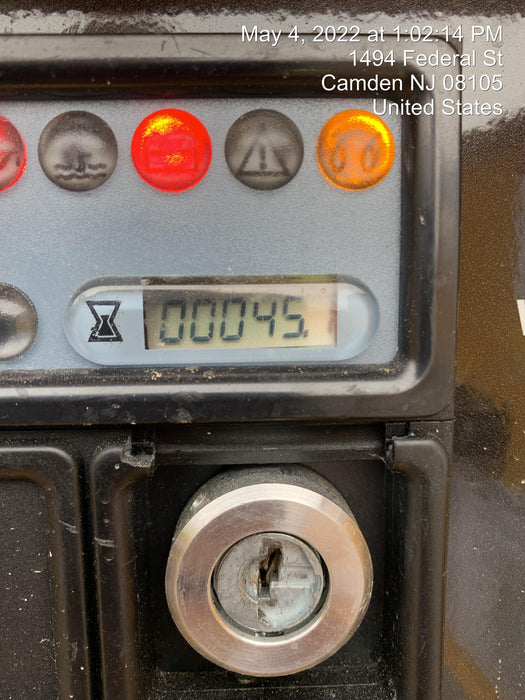 May 4, 2022 at 1:02:14 PM
1494 Federal St
Camden NJ 08105
United States
00045.